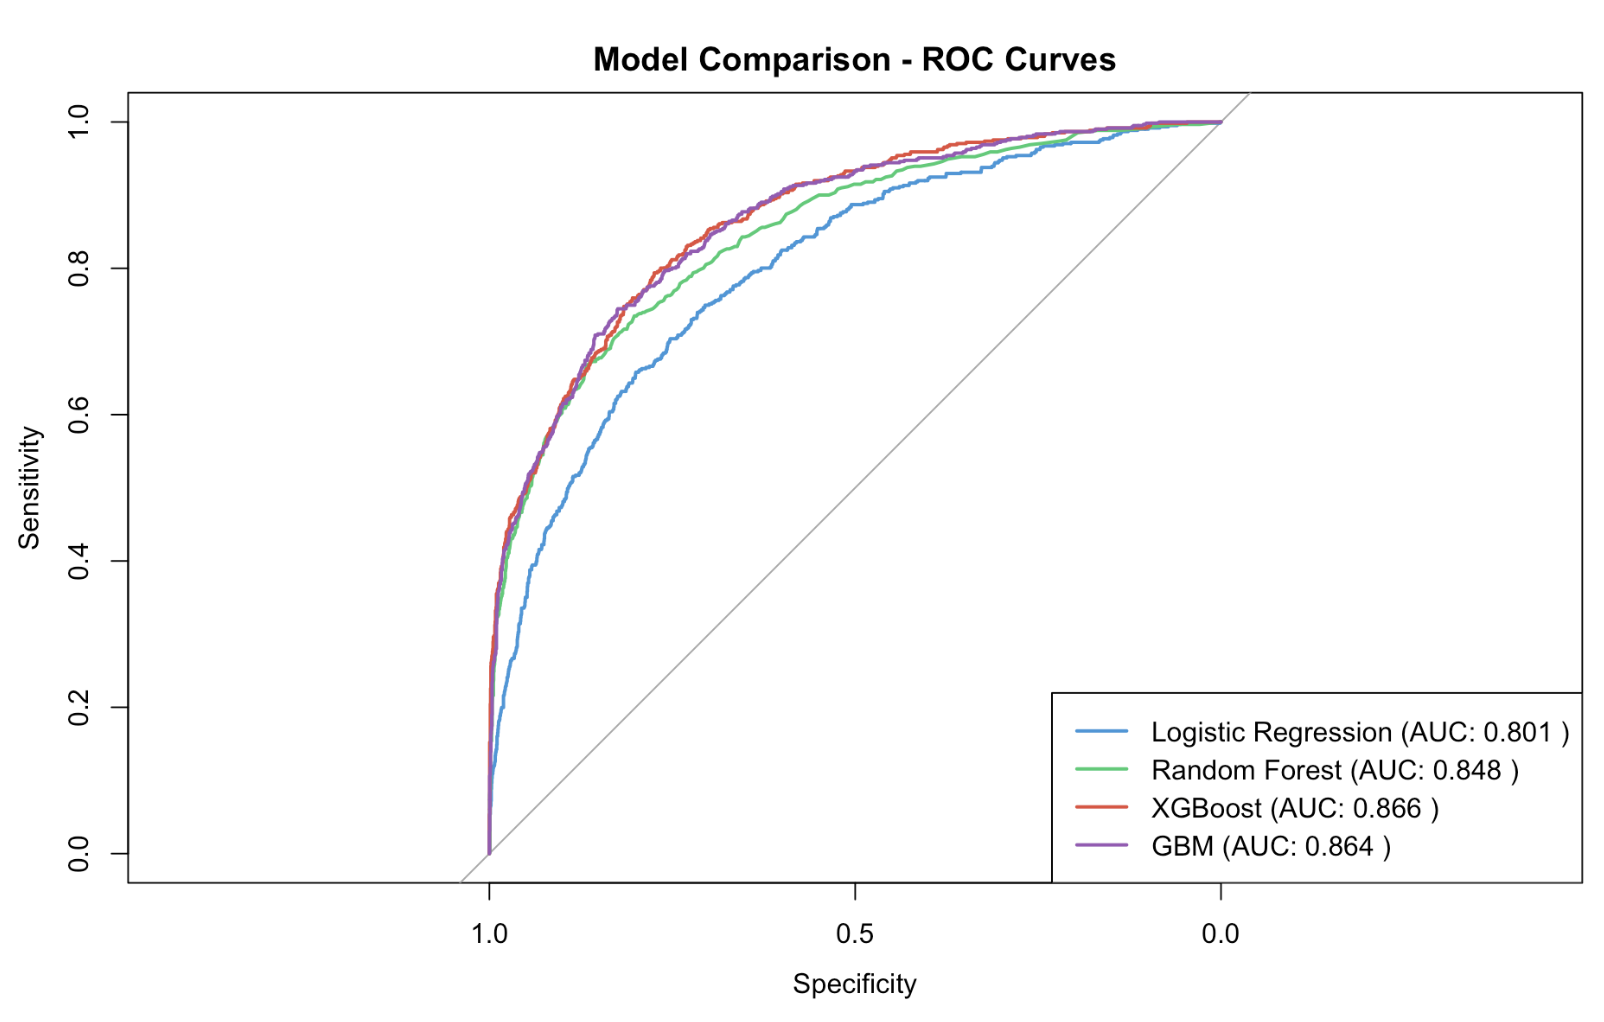 Model Comparison - ROC Curves
Sensitivity
1.0
0.8
0.6
0.4
0.2
0.0
Logistic Regression (AUC: 0.801 )
Random Forest (AUC: 0.848 )
XGBoost (AUC: 0.866 )
GBM (AUC: 0.864 )
1.0 0.5 0.0
Specificity